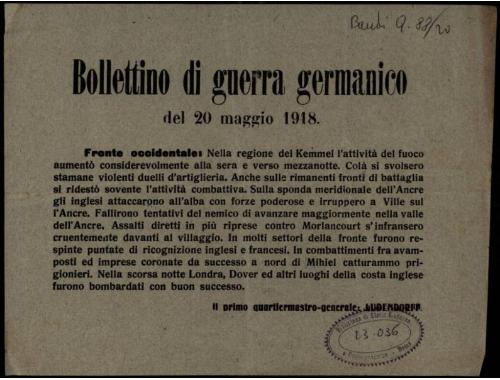 Bandi Q. 88/20
Bollettino di guerra germanico
del 20 maggio 1918.
Fronte occidentale: Nella regione del Kemmel l'attività del fuoco
aumentò considerevolmente alla sera e verso mezzanotte. Colà si svolsero
stamane violenti duelli d'artiglieria. Anche sulle rimanenti fronti di battaglia
si ridestò sovente l'attività combattiva. Sulla sponda meridionale dell'Ancre
gli inglesi attaccarono all'alba con forze poderose e irruppero a Ville sul
l'Ancre. Fallirono tentativi del nemico di avanzare maggiormente nella valle
dell'Ancre. Assalti diretti in più riprese contro Morlancourt s'infransero
cruentemente davanti al villaggio. In molti settori della fronte furono re-
spinte puntate di ricognizione inglesi e francesi. In combattimenti fra avam-
posti ed imprese coronate da successo a nord di Mihiel catturammo pri-
gionieri. Nella scorsa notte Londra, Dover ed altri luoghi della costa inglese
furono bombardati con buon successo.
Il primo quartiermastro-generale: LUDENDORFF
Biblioteca di Storia Moderna
23-036
Roma